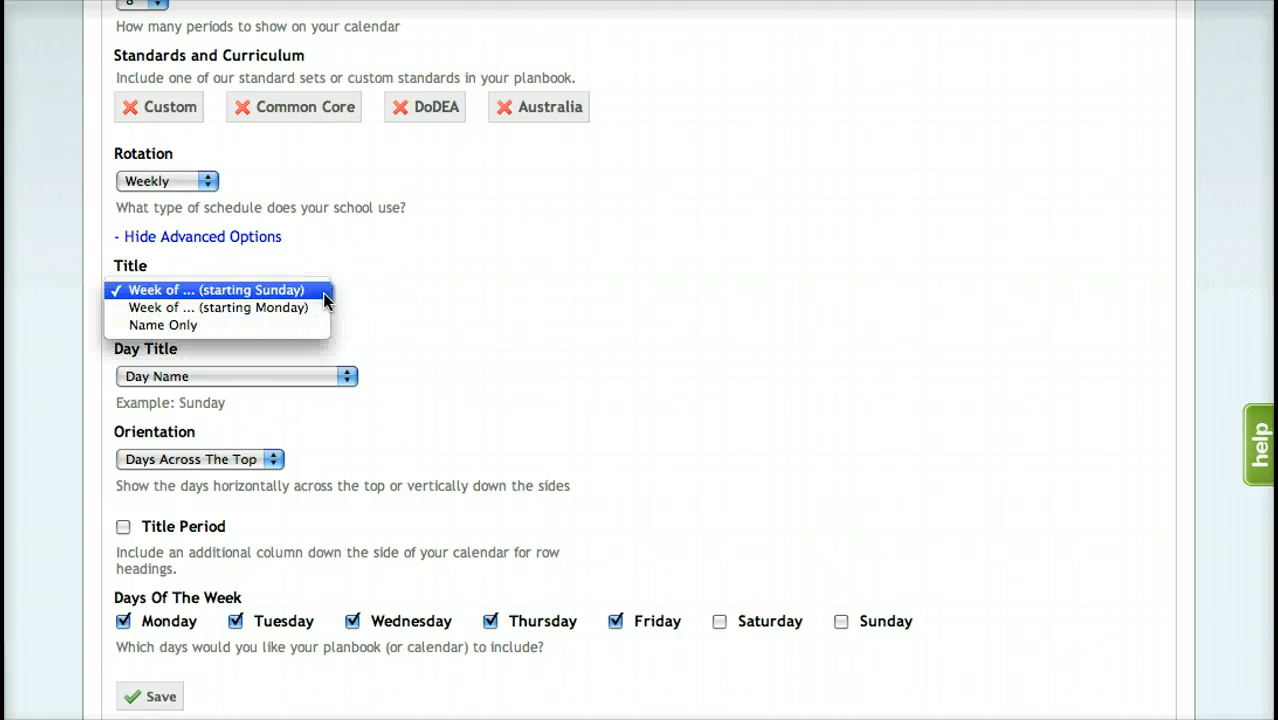 8
How many periods to show on your calendar
Standards and Curriculum
Include one of our standard sets or custom standards in your planbook.
Custom Common Core DoDEA Australia
Rotation
Weekly
What type of schedule does your school use?
- Hide Advanced Options
Title
✓ Week of ... (starting Sunday)
Week of ... (starting Monday)
Name Only
Day Title
Day Name
Example: Sunday
Orientation
Days Across The Top
Show the days horizontally across the top or vertically down the sides
help
Title Period
Include an additional column down the side of your calendar for row
headings.
Days Of The Week
Monday Tuesday Wednesday Thursday Friday Saturday Sunday
Which days would you like your planbook (or calendar) to include?
Save